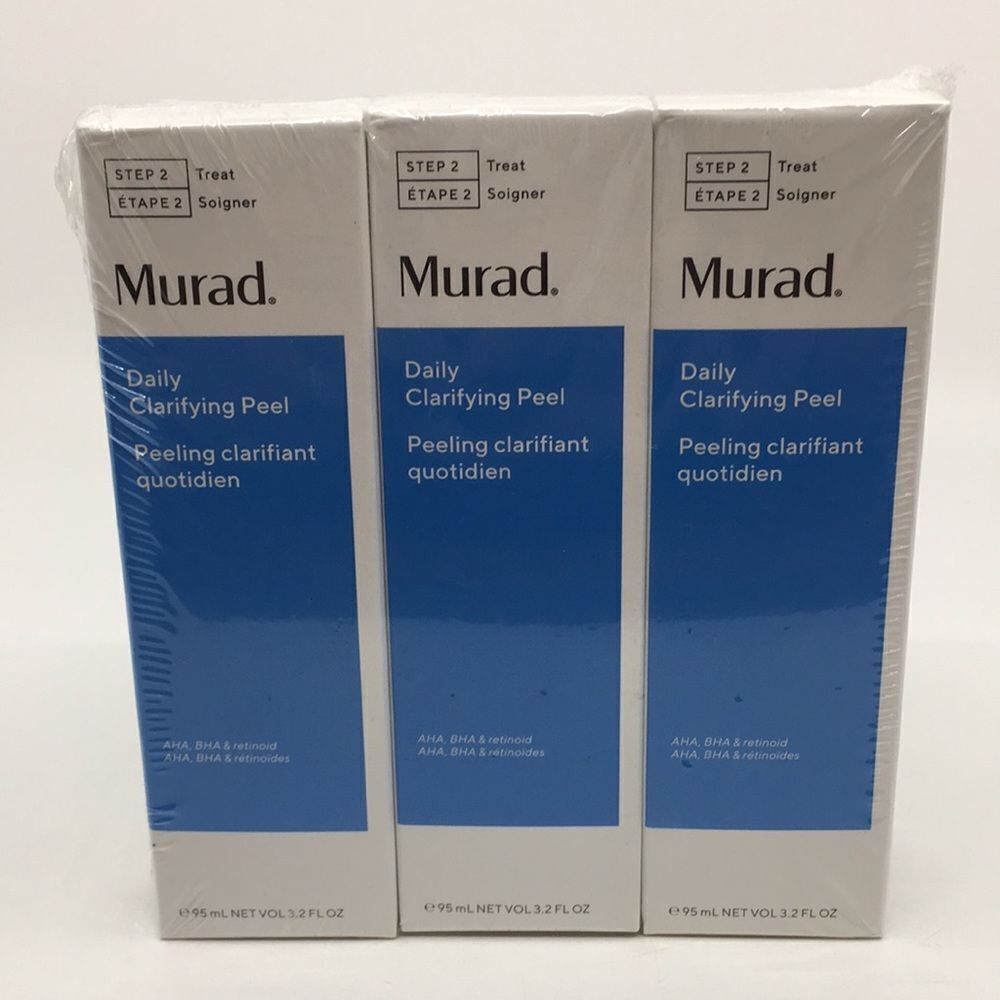 STEP 2 Treat
ÉTAPE 2 Soigner
Murad®
Daily
Clarifying Peel
Peeling clarifiant
quotidien
AHA, BHA & retinoid
AHA, BHA & rétinoïdes
℮ 95 mL NET VOL 3.2 FL OZ
STEP 2 Treat
ÉTAPE 2 Soigner
Murad®
Daily
Clarifying Peel
Peeling clarifiant
quotidien
AHA, BHA & retinoid
AHA, BHA & rétinoïdes
℮ 95 mL NET VOL 3.2 FL OZ
STEP 2 Treat
ÉTAPE 2 Soigner
Murad®
Daily
Clarifying Peel
Peeling clarifiant
quotidien
AHA, BHA & retinoid
AHA, BHA & rétinoïdes
℮ 95 mL NET VOL 3.2 FL OZ